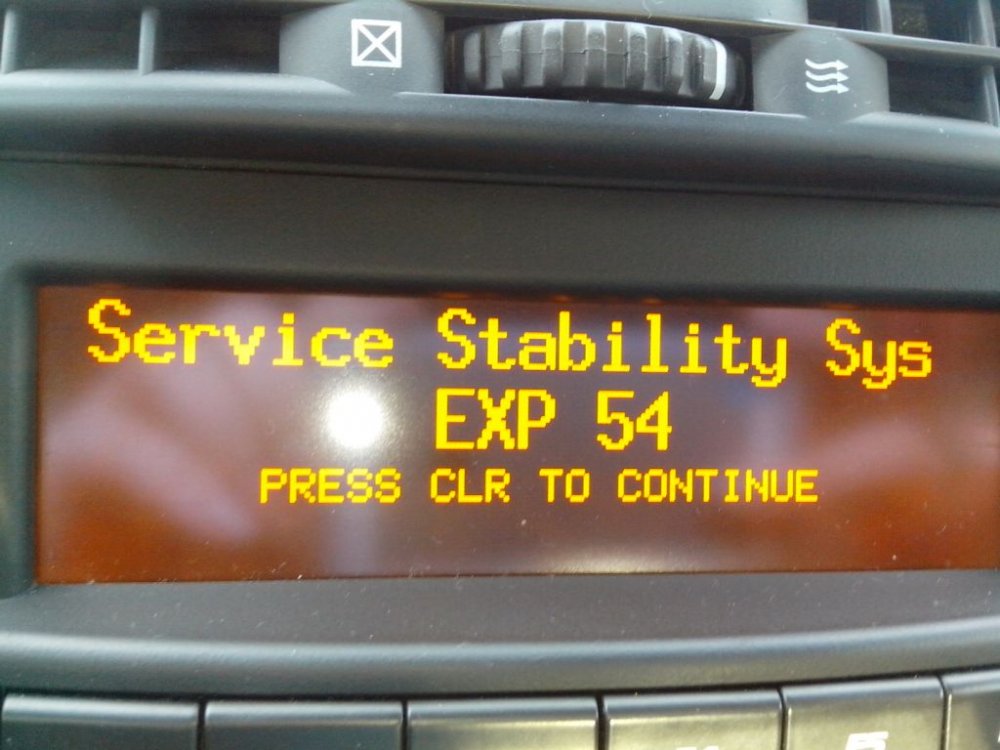 Service Stability Sys
EXP 54
PRESS CLR TO CONTINUE